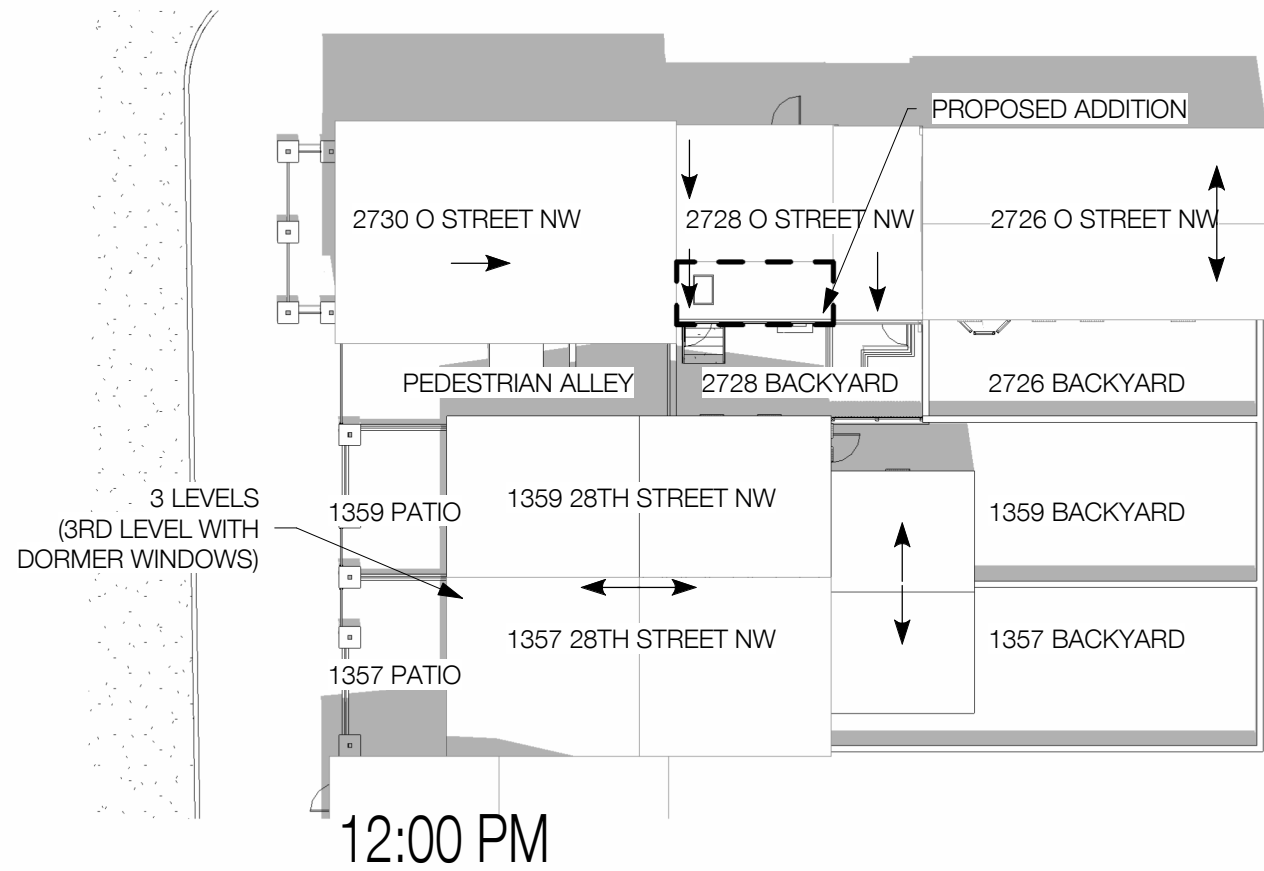 PROPOSED ADDITION
2730 O STREET NW
2728 O STREET NW
2726 O STREET NW
PEDESTRIAN ALLEY
2728 BACKYARD
2726 BACKYARD
3 LEVELS
(3RD LEVEL WITH
DORMER WINDOWS)
1359 PATIO
1359 28TH STREET NW
1359 BACKYARD
1357 28TH STREET NW
1357 BACKYARD
1357 PATIO
12:00 PM